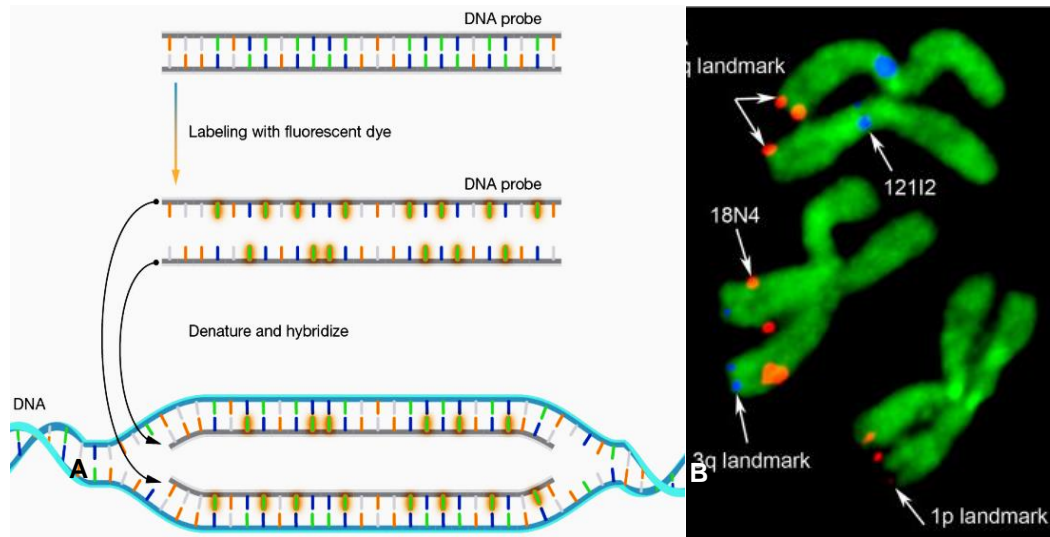 DNA probe
Labeling with fluorescent dye
DNA probe
Denature and hybridize
DNA
A
q landmark
121I2
18N4
3q landmark
B
1p landmark